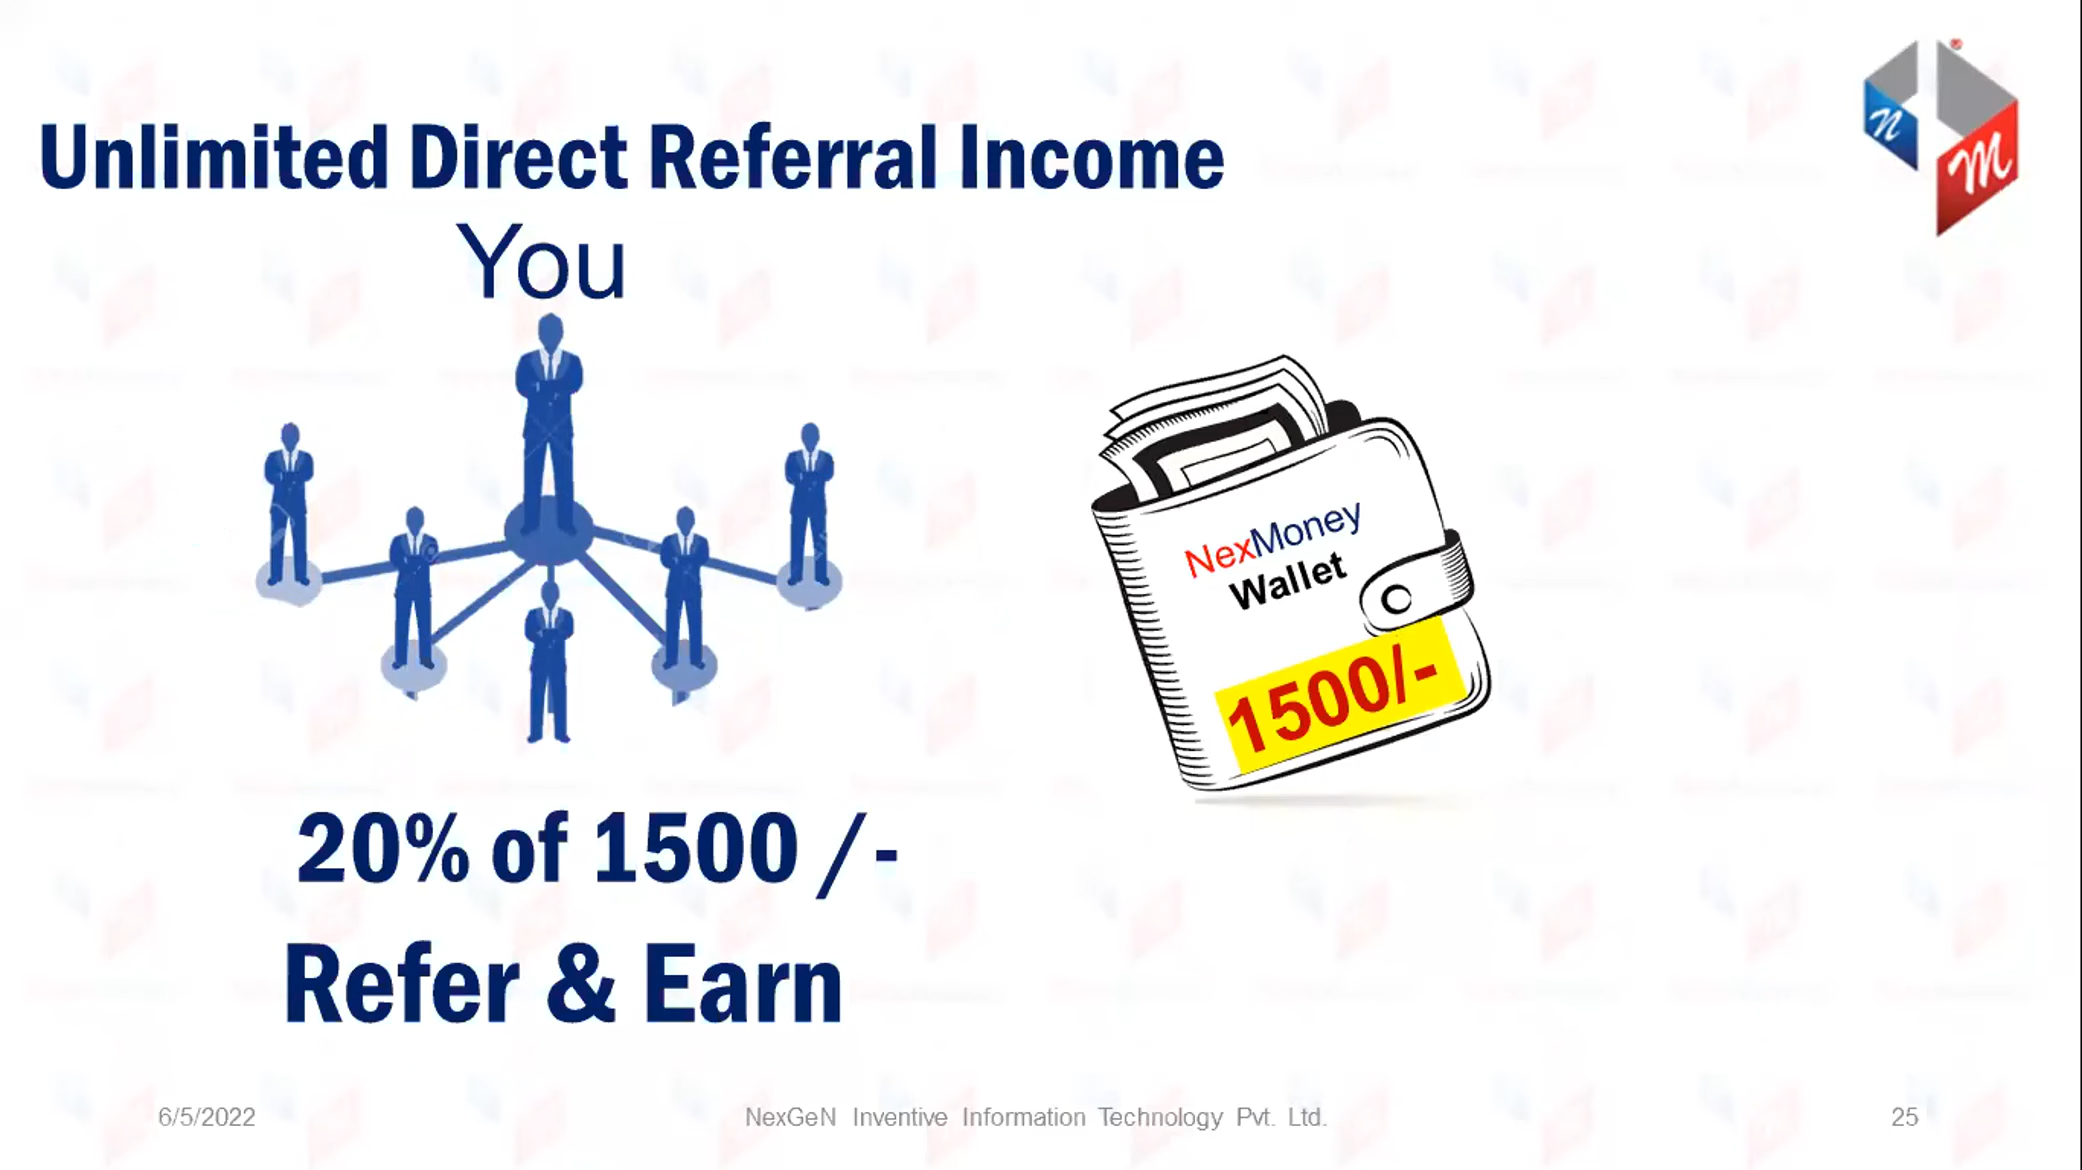 Unlimited Direct Referral Income
You
NexMoney
Wallet
1500/-
20% of 1500 /-
Refer & Earn
n
M
®
6/5/2022
NexGeN Inventive Information Technology Pvt. Ltd.
25